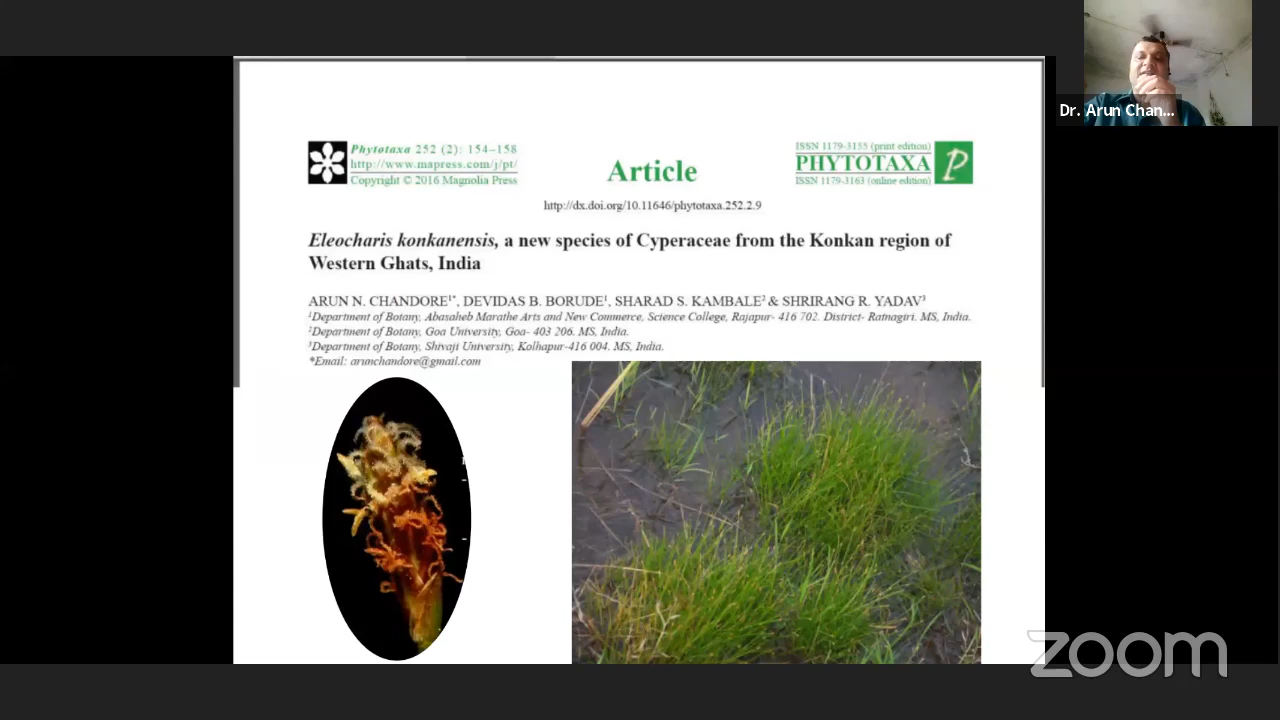 Dr. Arun Chan...
Phytotaxa 252 (2): 154–158
http://www.mapress.com/j/pt/
Copyright © 2016 Magnolia Press
Article
ISSN 1179-3155 (print edition)
PHYTOTAXA
ISSN 1179-3163 (online edition)
P
http://dx.doi.org/10.11646/phytotaxa.252.2.9
Eleocharis konkanensis, a new species of Cyperaceae from the Konkan region of
Western Ghats, India
ARUN N. CHANDORE¹*, DEVIDAS B. BORUDE¹, SHARAD S. KAMBALE² & SHRIRANG R. YADAV³
¹Department of Botany, Abasaheb Marathe Arts and New Commerce, Science College, Rajapur- 416 702. District- Ratnagiri. MS, India.
²Department of Botany, Goa University, Goa- 403 206. MS, India.
³Department of Botany, Shivaji University, Kolhapur-416 004. MS, India.
*Email: arunchandore@gmail.com
zoom